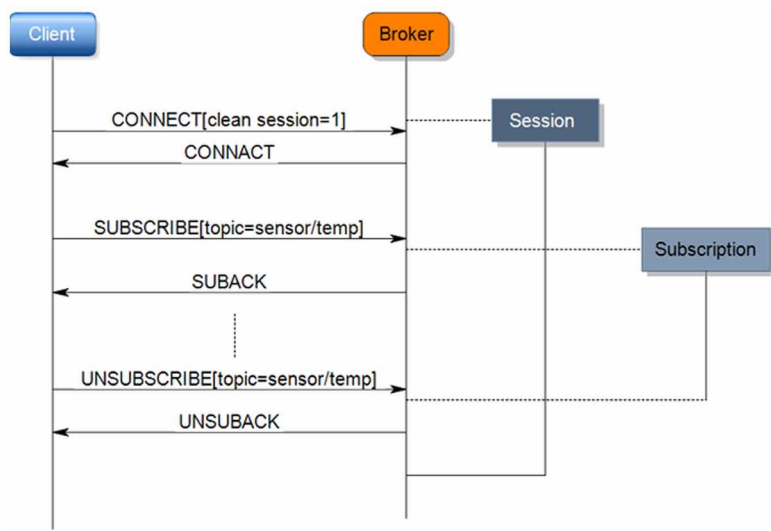 Client
Broker
CONNECT[clean session=1]
Session
CONNACT
SUBSCRIBE[topic=sensor/temp]
Subscription
SUBACK
UNSUBSCRIBE[topic=sensor/temp]
UNSUBACK